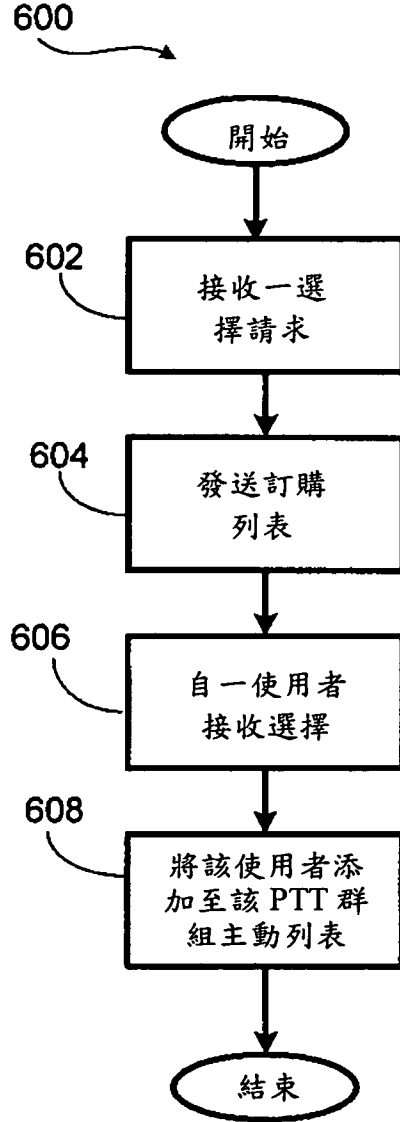 600
開始
602
接收一選
擇請求
604
發送訂購
列表
606
自一使用者
接收選擇
608
將該使用者添
加至該 PTT 群
組主動列表
結束